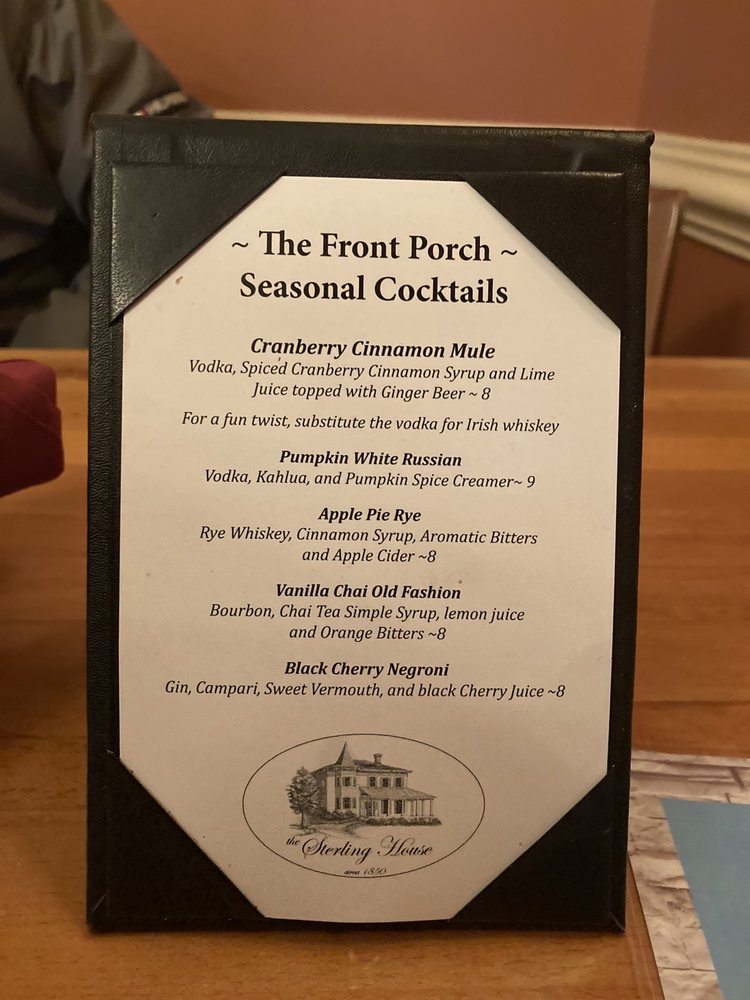 ~ The Front Porch ~
Seasonal Cocktails
Cranberry Cinnamon Mule
Vodka, Spiced Cranberry Cinnamon Syrup and Lime
Juice topped with Ginger Beer ~ 8
For a fun twist, substitute the vodka for Irish whiskey
Pumpkin White Russian
Vodka, Kahlua, and Pumpkin Spice Creamer~ 9
Apple Pie Rye
Rye Whiskey, Cinnamon Syrup, Aromatic Bitters
and Apple Cider ~8
Vanilla Chai Old Fashion
Bourbon, Chai Tea Simple Syrup, lemon juice
and Orange Bitters ~8
Black Cherry Negroni
Gin, Campari, Sweet Vermouth, and black Cherry Juice ~8
the Sterling House
circa 1850